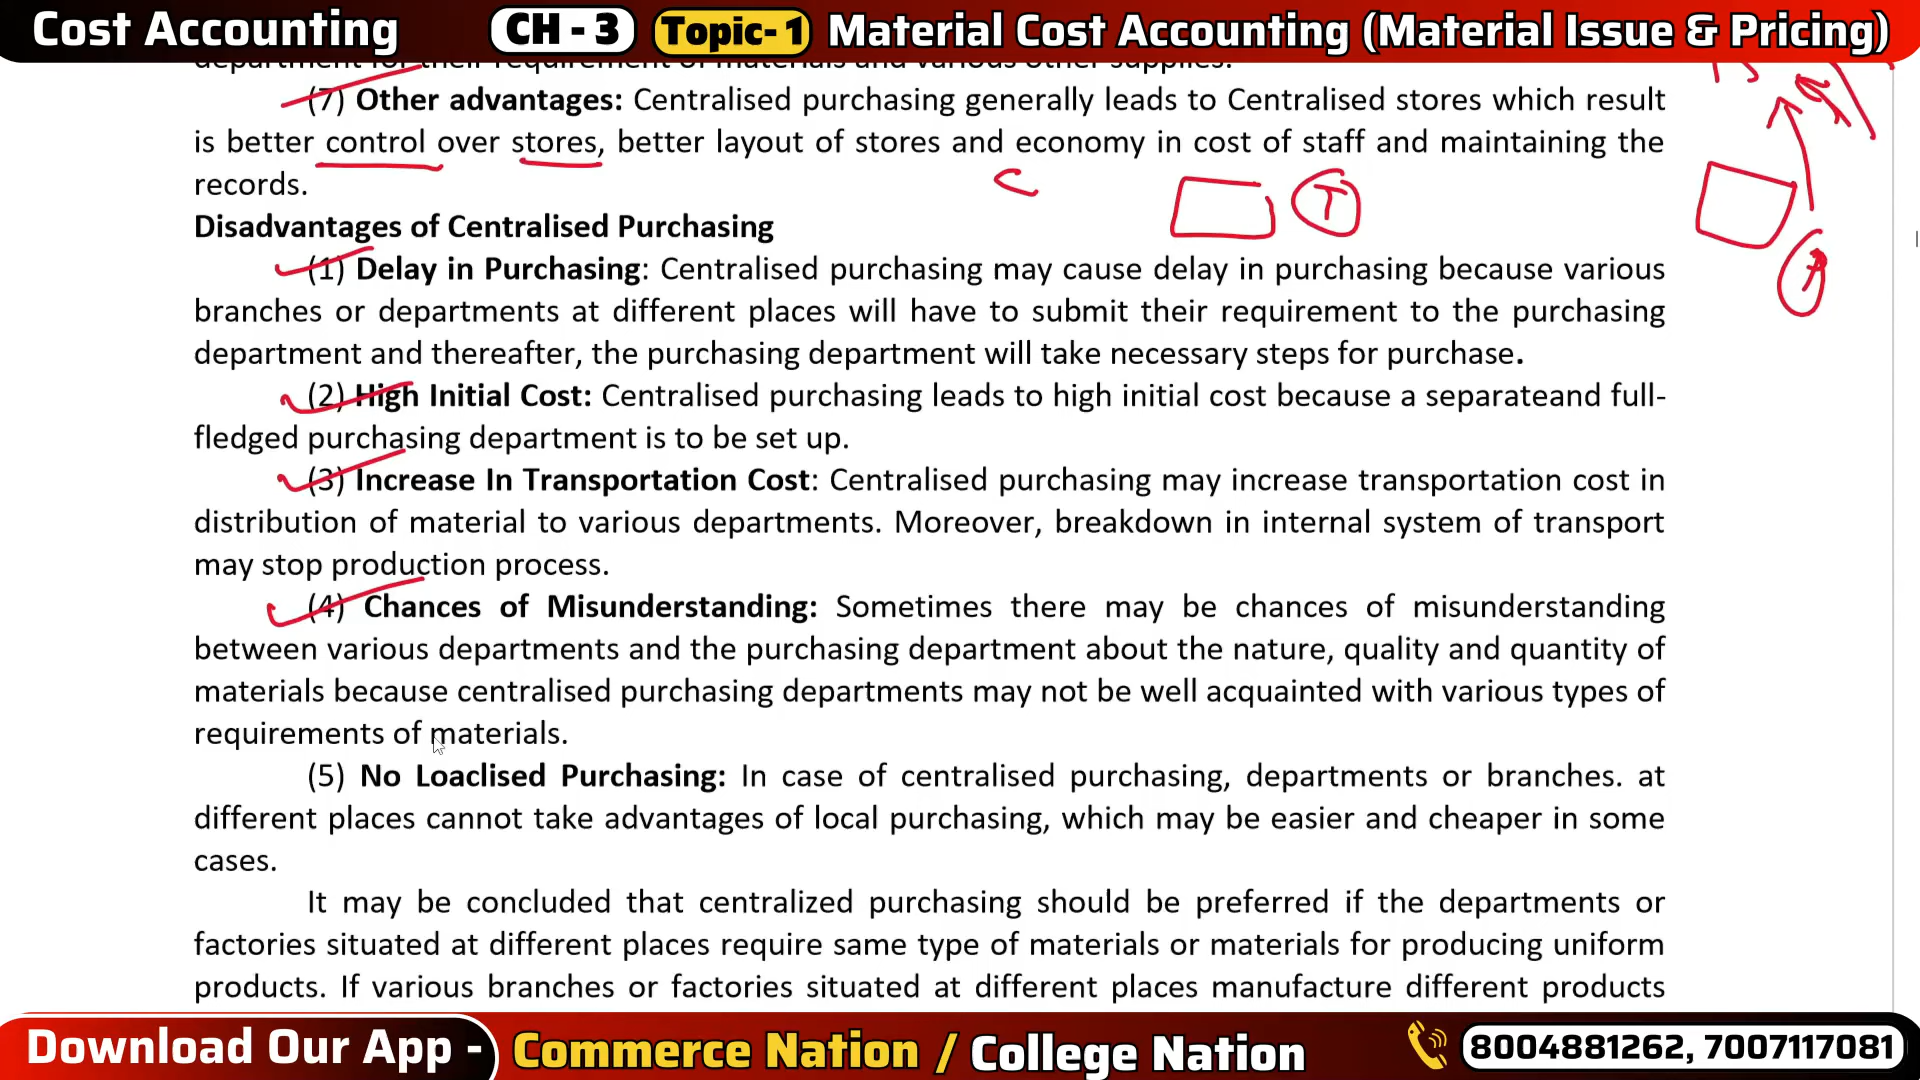 Cost Accounting CH - 3 Topic- 1 Material Cost Accounting (Material Issue & Pricing)
department for their requirement of materials and various other supplies.
(7) Other advantages: Centralised purchasing generally leads to Centralised stores which result
is better control over stores, better layout of stores and economy in cost of staff and maintaining the
records.
T
Disadvantages of Centralised Purchasing
(1) Delay in Purchasing: Centralised purchasing may cause delay in purchasing because various
branches or departments at different places will have to submit their requirement to the purchasing
department and thereafter, the purchasing department will take necessary steps for purchase.
(2) High Initial Cost: Centralised purchasing leads to high initial cost because a separateand full-
fledged purchasing department is to be set up.
(3) Increase In Transportation Cost: Centralised purchasing may increase transportation cost in
distribution of material to various departments. Moreover, breakdown in internal system of transport
may stop production process.
(4) Chances of Misunderstanding: Sometimes there may be chances of misunderstanding
between various departments and the purchasing department about the nature, quality and quantity of
materials because centralised purchasing departments may not be well acquainted with various types of
requirements of materials.
(5) No Loaclised Purchasing: In case of centralised purchasing, departments or branches. at
different places cannot take advantages of local purchasing, which may be easier and cheaper in some
cases.
It may be concluded that centralized purchasing should be preferred if the departments or
factories situated at different places require same type of materials or materials for producing uniform
products. If various branches or factories situated at different places manufacture different products
Download Our App - Commerce Nation / College Nation 8004881262, 7007117081